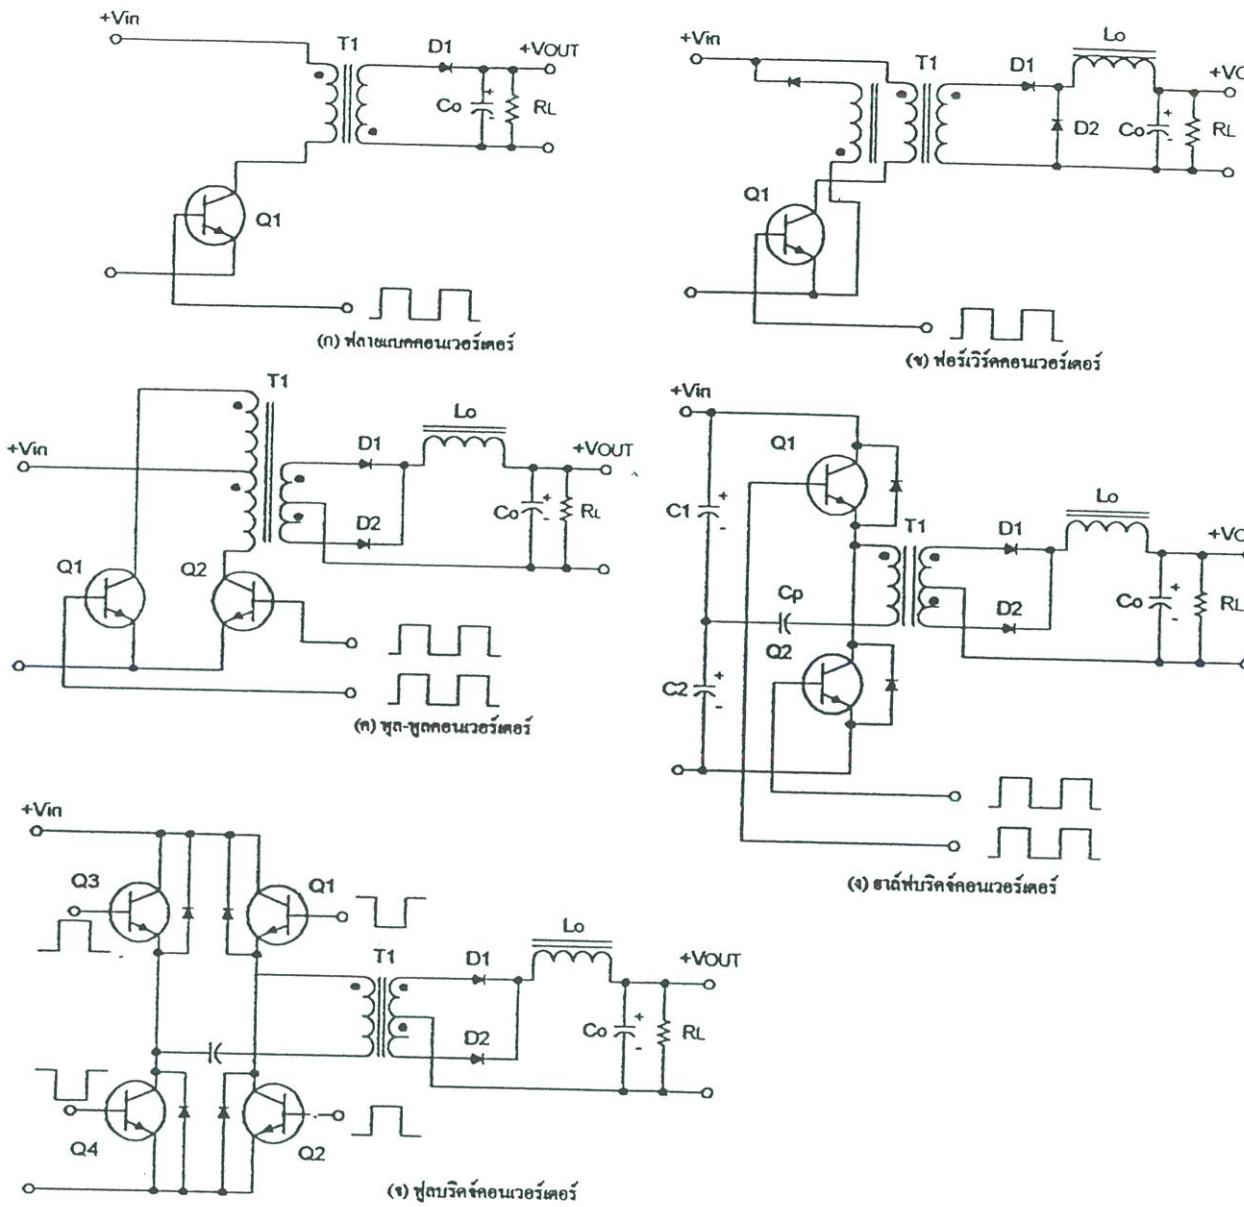 +Vin
T1
D1
+VOUT
Co
+
-
RL
Q1
(ก) ฟลายแบคคอนเวอร์เตอร์
+Vin
T1
D1
Lo
+VO
D2
Co
+
-
RL
Q1
(ข) ฟอร์เวิร์คคอนเวอร์เตอร์
T1
+Vin
D1
Lo
+VOUT
D2
Co
+
-
RL
Q1
Q2
(ค) พุล-พูลคอนเวอร์เตอร์
+Vin
Q1
C1
+
-
T1
D1
Lo
+VO
Cp
D2
Co
+
-
RL
Q2
C2
+
-
(ง) ฮาล์ฟบริดจ์คอนเวอร์เตอร์
+Vin
Q3
Q1
T1
D1
Lo
+VOUT
D2
Co
+
-
RL
Q4
Q2
(จ) ฟูลบริดจ์คอนเวอร์เตอร์